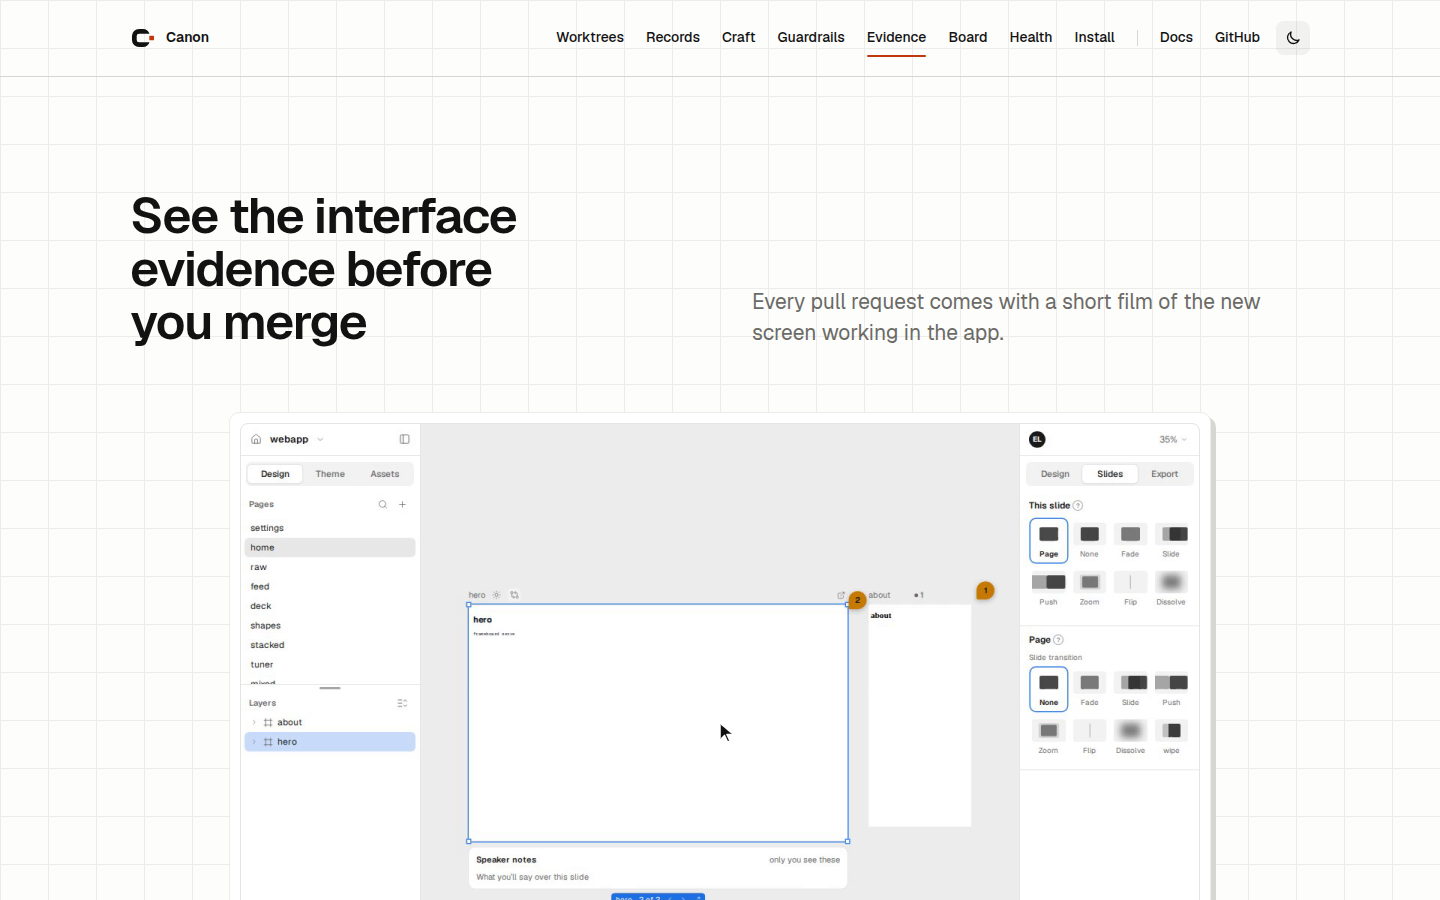 Canon
Worktrees Records Craft Guardrails Evidence Board Health Install Docs GitHub
See the interface
evidence before
you merge
Every pull request comes with a short film of the new
screen working in the app.
webapp
Design Theme Assets
Pages
settings
home
raw
feed
deck
shapes
stacked
tuner
mixed
Layers
about
hero
hero
2
about
1
1
hero
about
Speaker notes only you see these
What you'll say over this slide
EL 35%
Design Slides Export
This slide ?
Page None Fade Slide
Push Zoom Flip Dissolve
Page ?
Slide transition
None Fade Slide Push
Zoom Flip Dissolve wipe